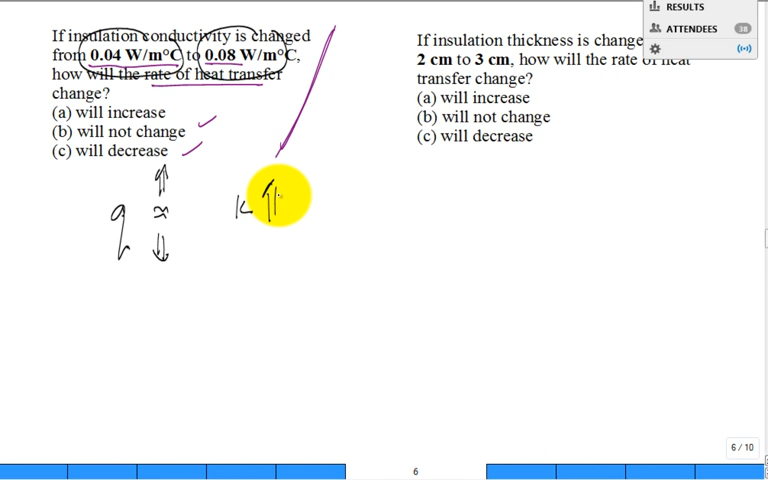 If insulation conductivity is changed
from 0.04 W/m°C to 0.08 W/m°C,
how will the rate of heat transfer
change?
(a) will increase
(b) will not change
(c) will decrease
q
K
If insulation thickness is change
2 cm to 3 cm, how will the rate of heat
transfer change?
(a) will increase
(b) will not change
(c) will decrease
RESULTS
ATTENDEES 38
6 / 10
6